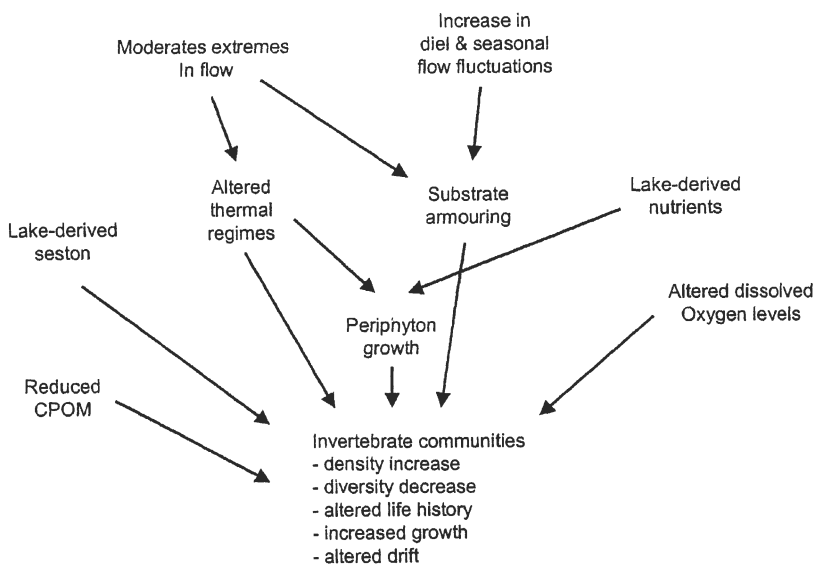 Moderates extremes
In flow
Increase in
diel & seasonal
flow fluctuations
Altered
thermal
regimes
Substrate
armouring
Lake-derived
nutrients
Lake-derived
seston
Altered dissolved
Oxygen levels
Periphyton
growth
Reduced
CPOM
Invertebrate communities
- density increase
- diversity decrease
- altered life history
- increased growth
- altered drift